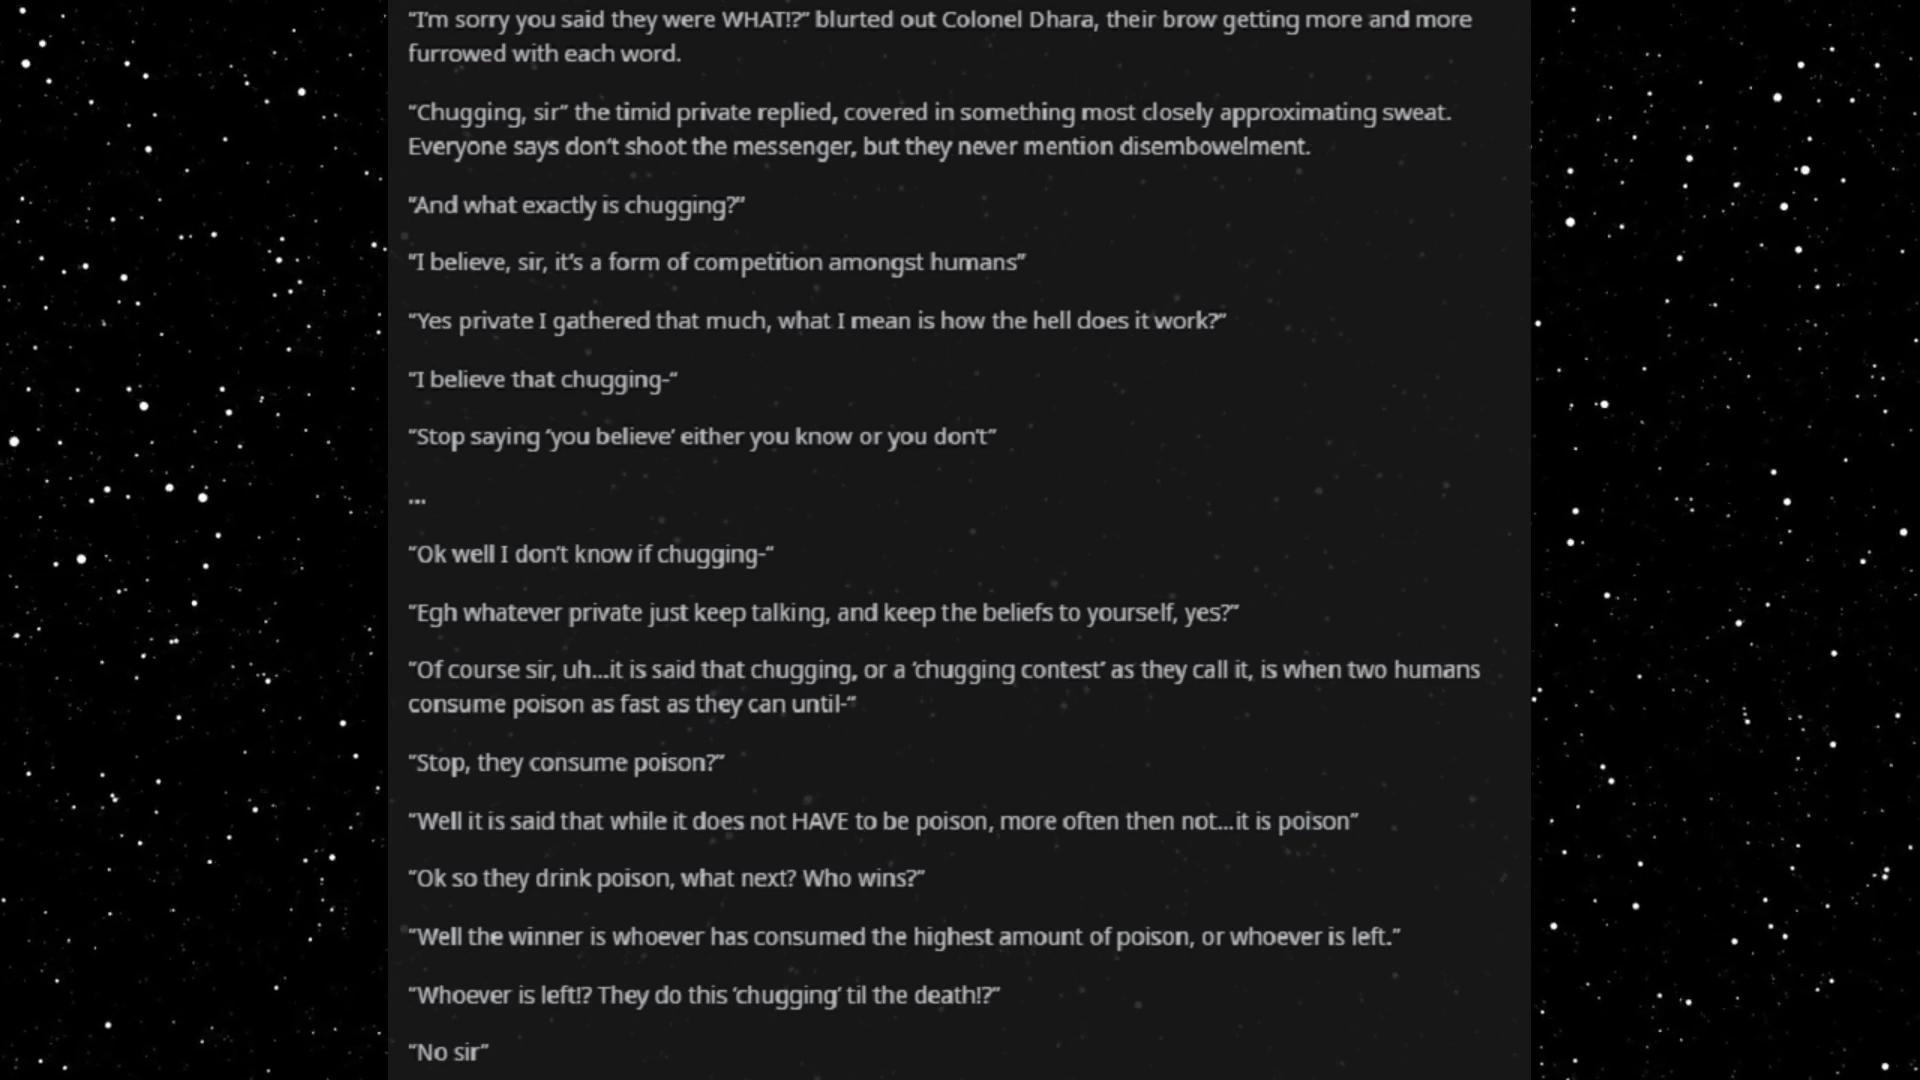 “I’m sorry you said they were WHAT!?” blurted out Colonel Dhara, their brow getting more and more
furrowed with each word.
“Chugging, sir” the timid private replied, covered in something most closely approximating sweat.
Everyone says don’t shoot the messenger, but they never mention disembowelment.
“And what exactly is chugging?”
“I believe, sir, it’s a form of competition amongst humans”
“Yes private I gathered that much, what I mean is how the hell does it work?”
“I believe that chugging-“
“Stop saying ‘you believe’ either you know or you don’t”
...
“Ok well I don’t know if chugging-“
“Egh whatever private just keep talking, and keep the beliefs to yourself, yes?”
“Of course sir, uh...it is said that chugging, or a ‘chugging contest’ as they call it, is when two humans
consume poison as fast as they can until-“
“Stop, they consume poison?”
“Well it is said that while it does not HAVE to be poison, more often then not...it is poison”
“Ok so they drink poison, what next? Who wins?”
“Well the winner is whoever has consumed the highest amount of poison, or whoever is left.”
“Whoever is left!? They do this ‘chugging’ til the death!?”
“No sir”